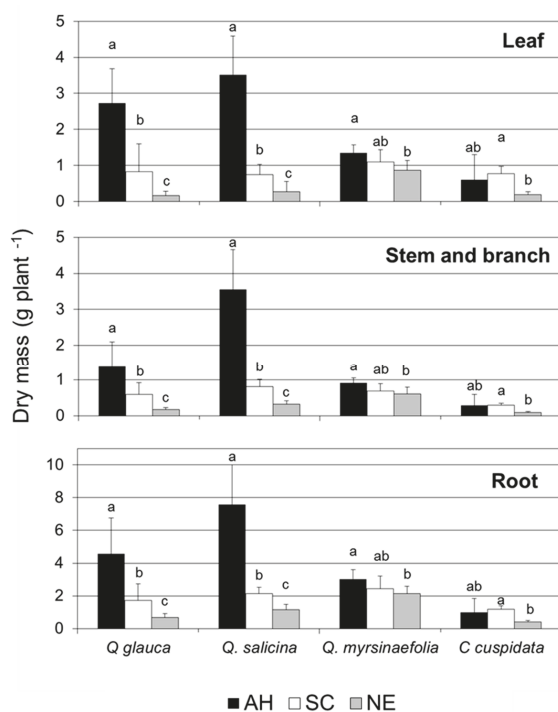 5
4
3
2
1
0
Leaf
a
b
c
a
b
c
a
ab
b
ab
a
b
5
4
3
2
1
0
Stem and branch
a
b
c
a
b
c
a
ab
b
ab
a
b
10
8
6
4
2
0
Root
a
b
c
a
b
c
a
ab
b
ab
a
b
Dry mass (g plant -1)
Q glauca Q. salicina Q. myrsinaefolia C cuspidata
AH SC NE